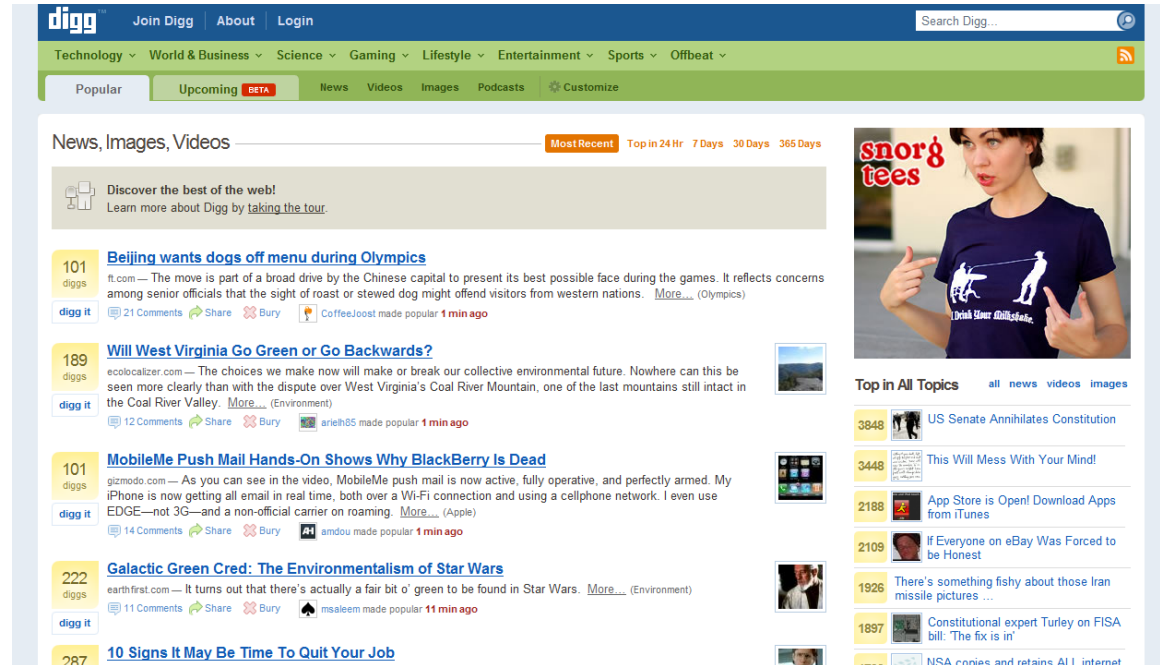 digg™
Join Digg About Login
Search Digg...
Technology World & Business Science Gaming Lifestyle Entertainment Sports Offbeat
Popular Upcoming BETA News Videos Images Podcasts Customize
News, Images, Videos Most Recent Top in 24 Hr 7 Days 30 Days 365 Days
Discover the best of the web!
Learn more about Digg by taking the tour.
101
diggs
digg it
Beijing wants dogs off menu during Olympics
ft.com — The move is part of a broad drive by the Chinese capital to present its best possible face during the games. It reflects concerns
among senior officials that the sight of roast or stewed dog might offend visitors from western nations. More... (Olympics)
21 Comments Share Bury CoffeeJoost made popular 1 min ago
189
diggs
digg it
Will West Virginia Go Green or Go Backwards?
ecolocalizer.com — The choices we make now will make or break our collective environmental future. Nowhere can this be
seen more clearly than with the dispute over West Virginia's Coal River Mountain, one of the last mountains still intact in
the Coal River Valley. More... (Environment)
12 Comments Share Bury arielh85 made popular 1 min ago
101
diggs
digg it
MobileMe Push Mail Hands-On Shows Why BlackBerry Is Dead
gizmodo.com — As you can see in the video, MobileMe push mail is now active, fully operative, and perfectly armed. My
iPhone is now getting all email in real time, both over a Wi-Fi connection and using a cellphone network. I even use
EDGE—not 3G—and a non-official carrier on roaming. More... (Apple)
14 Comments Share Bury AH amdou made popular 1 min ago
222
diggs
digg it
Galactic Green Cred: The Environmentalism of Star Wars
earthfirst.com — It turns out that there's actually a fair bit o' green to be found in Star Wars. More... (Environment)
11 Comments Share Bury msaleem made popular 11 min ago
287
10 Signs It May Be Time To Quit Your Job
snorg
tees
I Drink Your Milkshake.
Top in All Topics all news videos images
3848 US Senate Annihilates Constitution
3448 This Will Mess With Your Mind!
2188 App Store is Open! Download Apps
from iTunes
2109 If Everyone on eBay Was Forced to
be Honest
1926 There's something fishy about those Iran
missile pictures ...
1897 Constitutional expert Turley on FISA
bill: 'The fix is in'
NSA copies and retains ALL internet